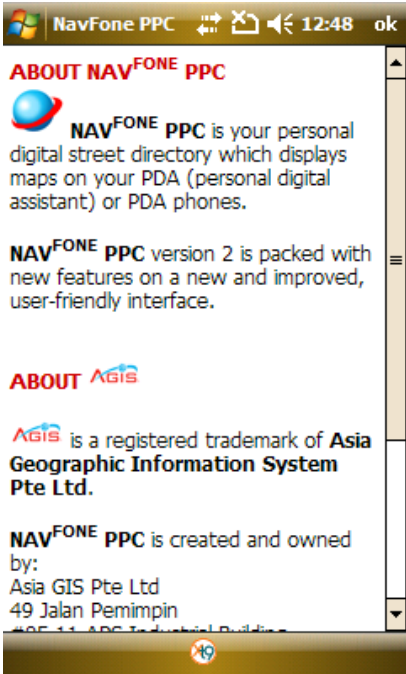 NavFone PPC 12:48 ok
ABOUT NAVFONE PPC
NAVFONE PPC is your personal
digital street directory which displays
maps on your PDA (personal digital
assistant) or PDA phones.
NAVFONE PPC version 2 is packed with
new features on a new and improved,
user-friendly interface.
ABOUT AGIS
AGIS is a registered trademark of Asia
Geographic Information System
Pte Ltd.
NAVFONE PPC is created and owned
by:
Asia GIS Pte Ltd
49 Jalan Pemimpin